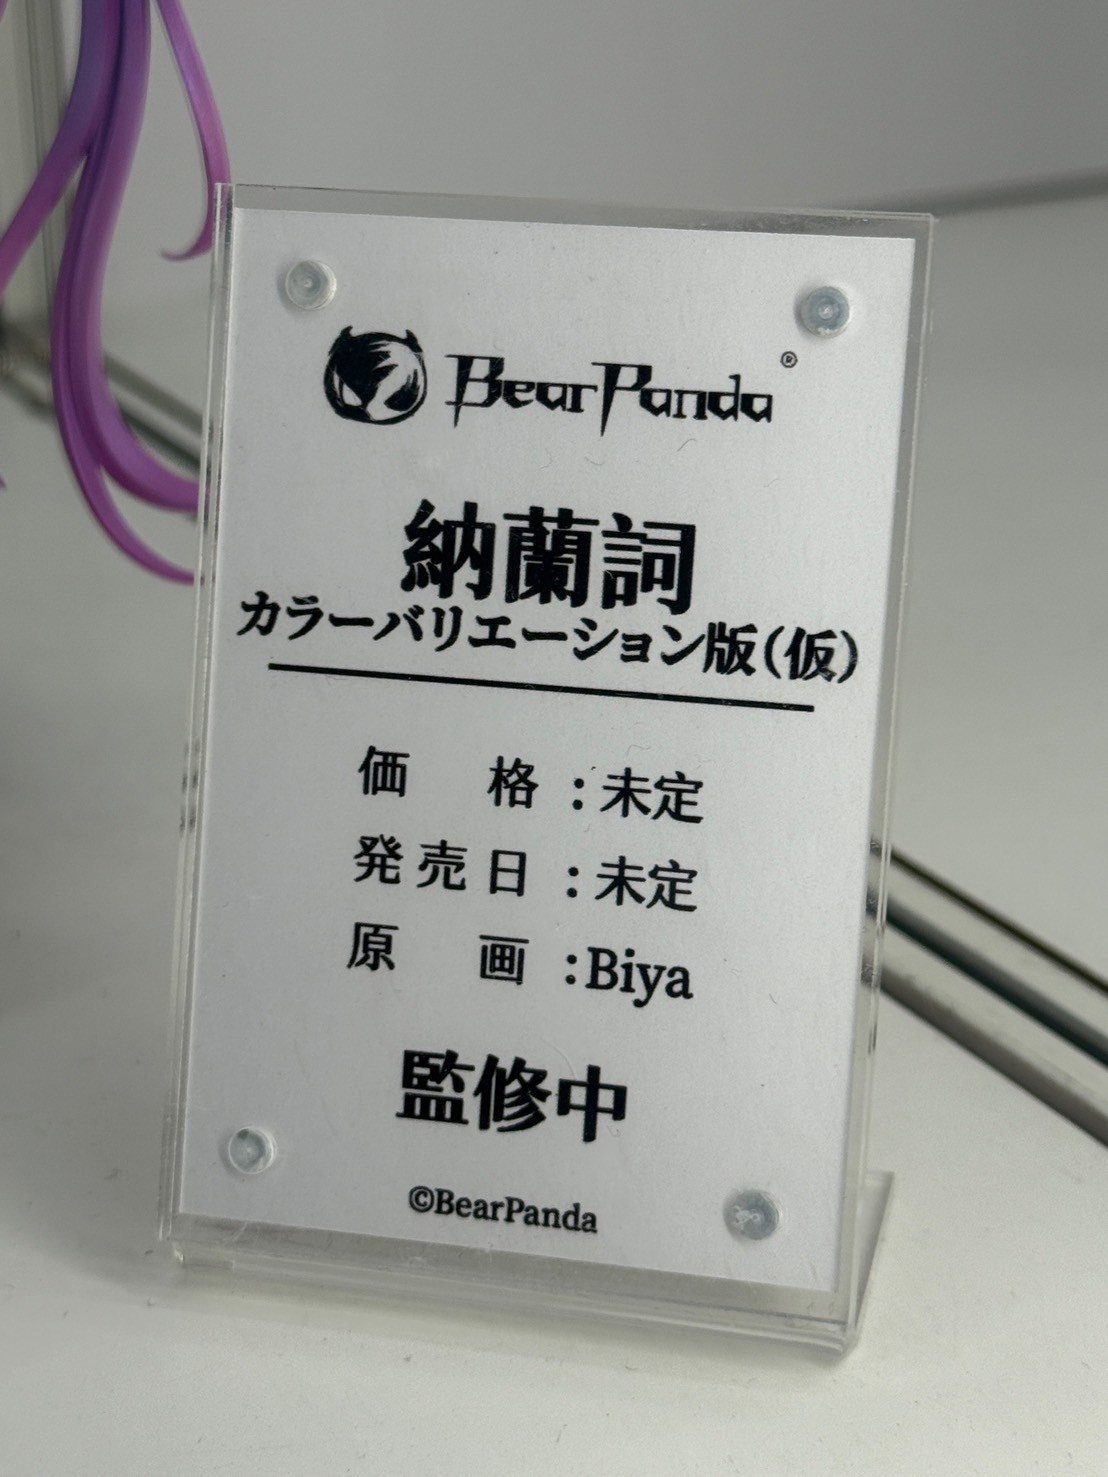 BearPanda®
納蘭詞
カラーバリエーション版(仮)
価格:未定
発売日:未定
原画:Biya
監修中
©BearPanda